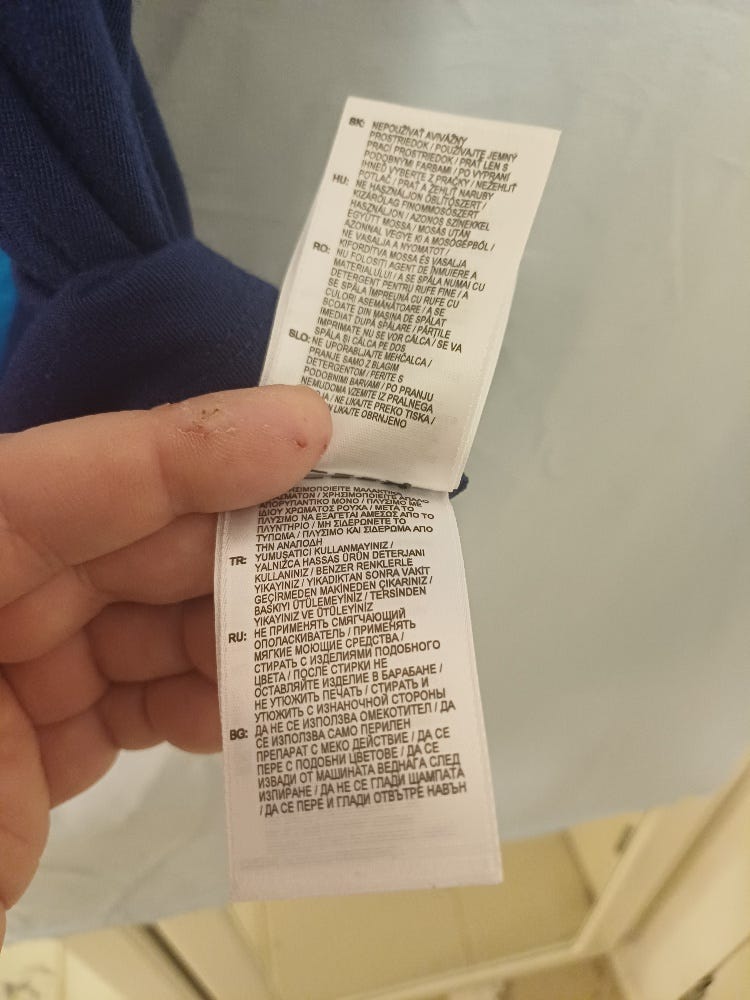 SK: NEPOUŽÍVAŤ AVIVÁŽNY
PROSTRIEDOK / POUŽÍVAJTE JEMNÝ
PRACÍ PROSTRIEDOK / PRAŤ LEN S
PODOBNÝMI FARBAMI / PO VYPRANÍ
IHNEĎ VYBERTE Z PRAČKY / NEŽEHLIŤ
POTLAČ / PRAŤ A ŽEHLIŤ NARUBY
HU: NE HASZNÁLJON ÖBLÍTŐSZERT /
KIZÁRÓLAG FINOMMOSÓSZERT
HASZNÁLJON / AZONOS SZÍNEKKEL
EGYÜTT MOSSA / MOSÁS UTÁN
AZONNAL VEGYE KI A MOSÓGÉPBŐL /
NE VASALJA A NYOMATOT /
KIFORDÍTVA MOSSA ÉS VASALJA
RO: NU FOLOSIȚI AGENT DE ÎNMUIERE A
MATERIALULUI / A SE SPĂLA NUMAI CU
DETERGENT PENTRU RUFE FINE / A
SE SPĂLA ÎMPREUNĂ CU RUFE CU
CULORI ASEMĂNĂTOARE / A SE
SCOATE DIN MAȘINA DE SPĂLAT
IMEDIAT DUPĂ SPĂLARE / PĂRȚILE
IMPRIMATE NU SE VOR CĂLCA / SE VA
SPĂLA ȘI CĂLCA PE DOS
SLO: NE UPORABLJAJTE MEHČALCA /
PRANJE SAMO Z BLAGIM
DETERGENTOM / PERITE S
PODOBNIMI BARVAMI / PO PRANJU
NEMUDOMA VZEMITE IZ PRALNEGA
/ NE LIKAJTE PREKO TISKA /
LIKAJTE OBRNJENO
ΑΠΟΡΥΠΑΝΤΙΚΟ ΜΟΝΟ / ΠΛΥΣΙΜΟ ΜΕ
ΙΔΙΟΥ ΧΡΩΜΑΤΟΣ ΡΟΥΧΑ / ΜΕΤΑ ΤΟ
ΠΛΥΣΙΜΟ ΝΑ ΕΞΑΓΕΤΑΙ ΑΜΕΣΩΣ ΑΠΟ ΤΟ
ΠΛΥΝΤΗΡΙΟ / ΜΗ ΣΙΔΕΡΩΝΕΤΕ ΤΟ
ΤΥΠΩΜΑ / ΠΛΥΣΙΜΟ ΚΑΙ ΣΙΔΕΡΩΜΑ ΑΠΟ
ΤΗΝ ΑΝΑΠΟΔΗ
TR: YUMUŞATICI KULLANMAYINIZ /
YALNIZCA HASSAS ÜRÜN DETERJANI
KULLANINIZ / BENZER RENKLERLE
YIKAYINIZ / YIKADIKTAN SONRA VAKİT
GEÇİRMEDEN MAKİNEDEN ÇIKARINIZ /
BASKIYI ÜTÜLEMEYİNİZ / TERSİNDEN
YIKAYINIZ VE ÜTÜLEYİNİZ
RU: НЕ ПРИМЕНЯТЬ СМЯГЧАЮЩИЙ
ОПОЛАСКИВАТЕЛЬ / ПРИМЕНЯТЬ
МЯГКИЕ МОЮЩИЕ СРЕДСТВА /
СТИРАТЬ С ИЗДЕЛИЯМИ ПОДОБНОГО
ЦВЕТА / ПОСЛЕ СТИРКИ НЕ
ОСТАВЛЯЙТЕ ИЗДЕЛИЕ В БАРАБАНЕ /
НЕ УТЮЖИТЬ ПЕЧАТЬ / СТИРАТЬ И
УТЮЖИТЬ С ИЗНАНОЧНОЙ СТОРОНЫ
BG: ДА НЕ СЕ ИЗПОЛЗВА ОМЕКОТИТЕЛ / ДА
СЕ ИЗПОЛЗВА САМО ПЕРИЛЕН
ПРЕПАРАТ С МЕКО ДЕЙСТВИЕ / ДА СЕ
ПЕРЕ С ПОДОБНИ ЦВЕТОВЕ / ДА СЕ
ИЗВАДИ ОТ МАШИНАТА ВЕДНАГА СЛЕД
ИЗПИРАНЕ / ДА НЕ СЕ ГЛАДИ ЩАМПАТА
/ ДА СЕ ПЕРЕ И ГЛАДИ ОТВЪТРЕ НАВЪН